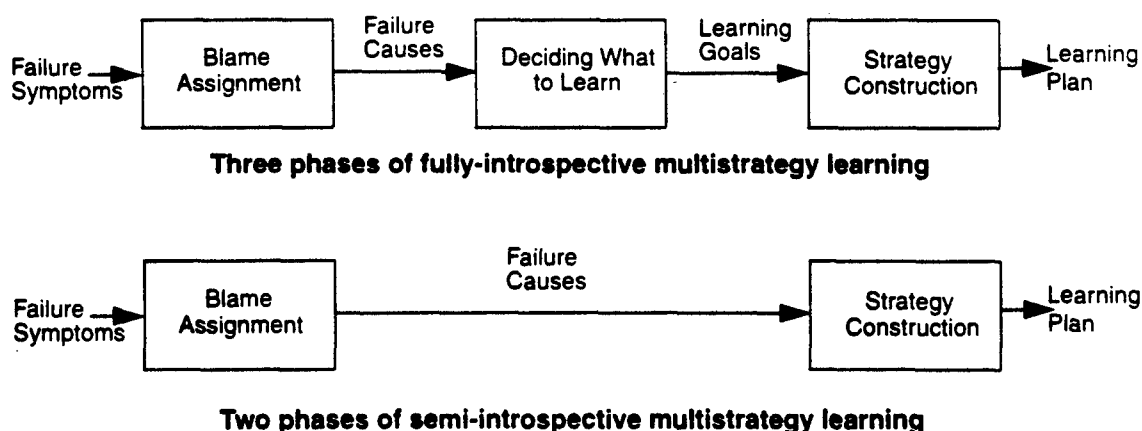 Failure
Symptoms
Blame
Assignment
Failure
Causes
Deciding What
to Learn
Learning
Goals
Strategy
Construction
Learning
Plan
Three phases of fully-introspective multistrategy learning
Failure
Symptoms
Blame
Assignment
Failure
Causes
Strategy
Construction
Learning
Plan
Two phases of semi-introspective multistrategy learning